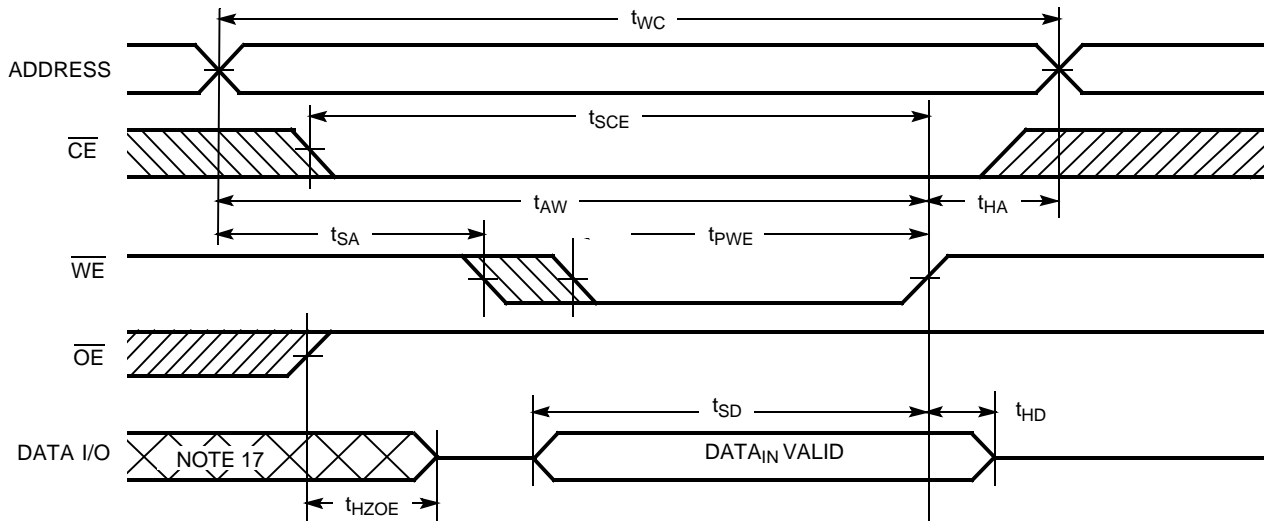 tWC
ADDRESS
tSCE
CE
tAW
tHA
tSA
tPWE
WE
OE
tSD
tHD
DATA I/O
NOTE 17
DATAIN VALID
tHZOE